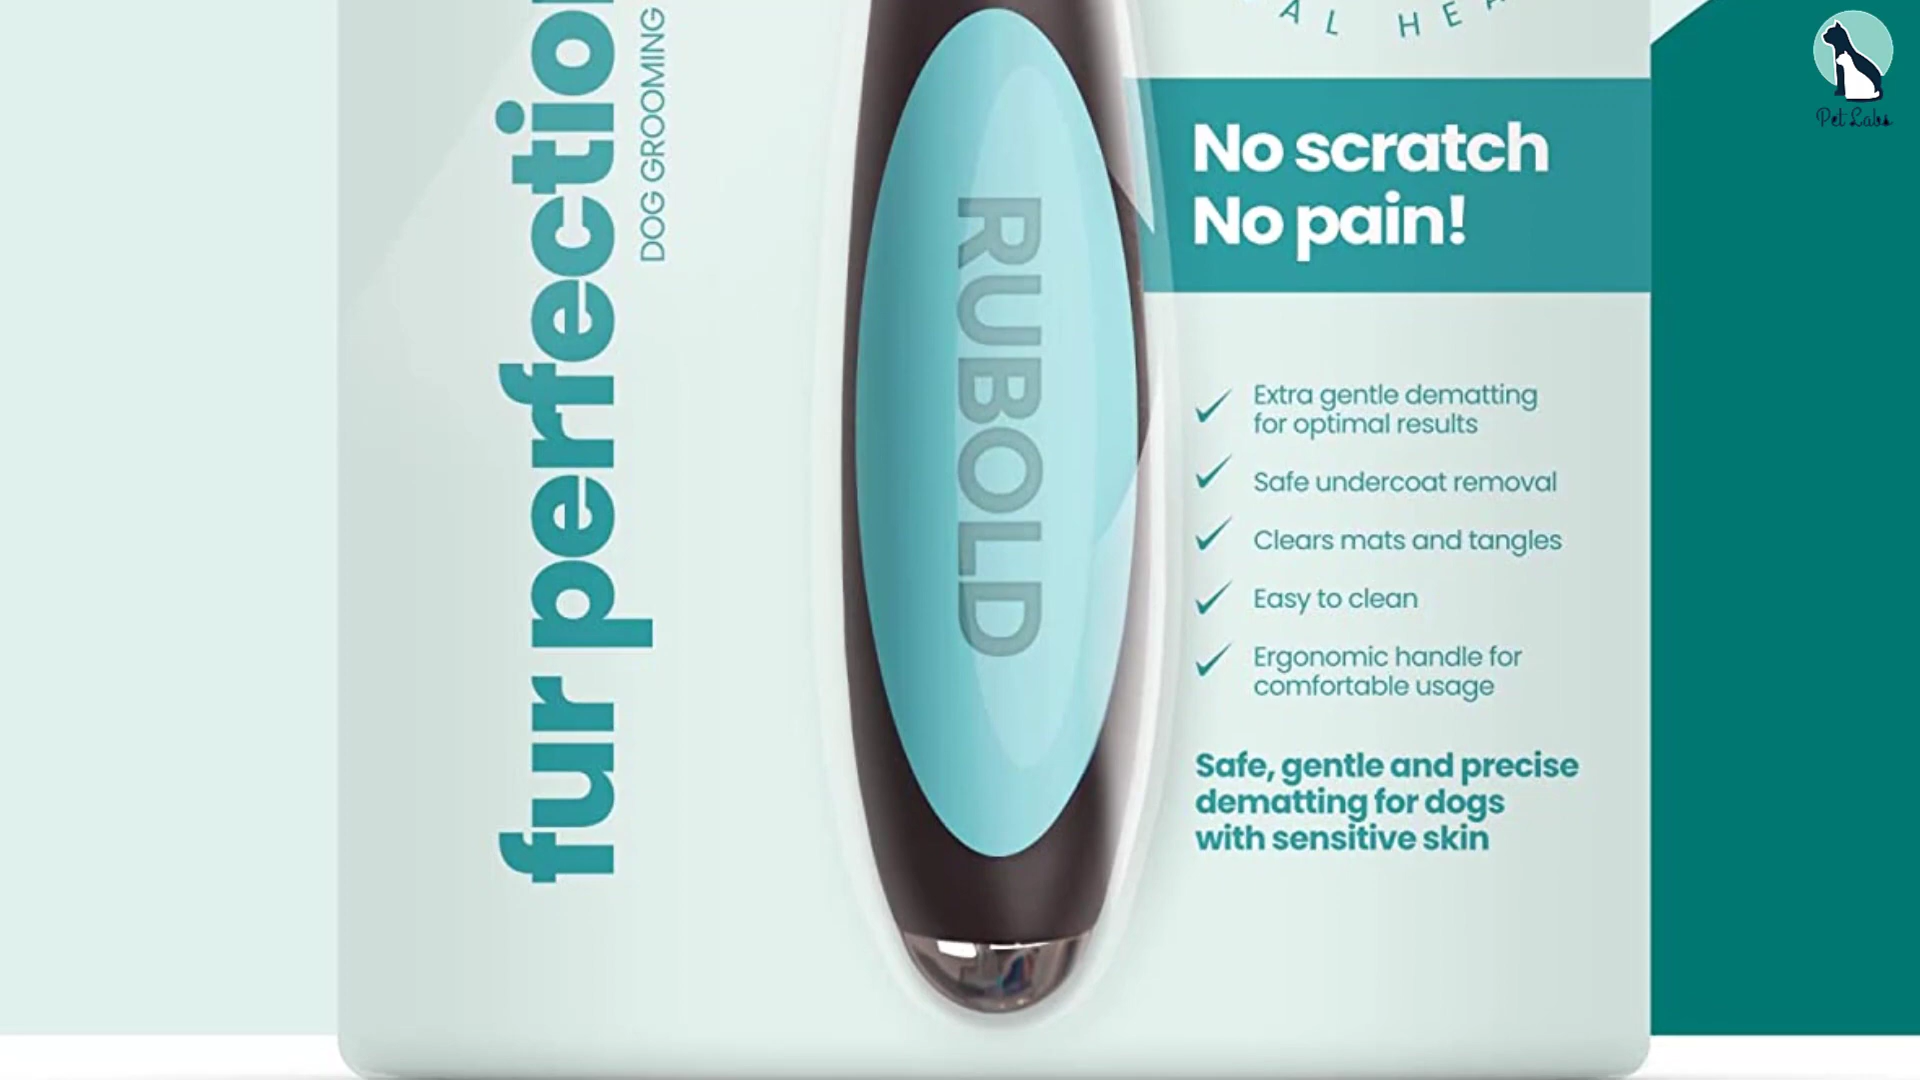 fur perfection
DOG GROOMING
RUBOLD
No scratch
No pain!
Extra gentle dematting
for optimal results
Safe undercoat removal
Clears mats and tangles
Easy to clean
Ergonomic handle for
comfortable usage
Safe, gentle and precise
dematting for dogs
with sensitive skin
Pet Labs